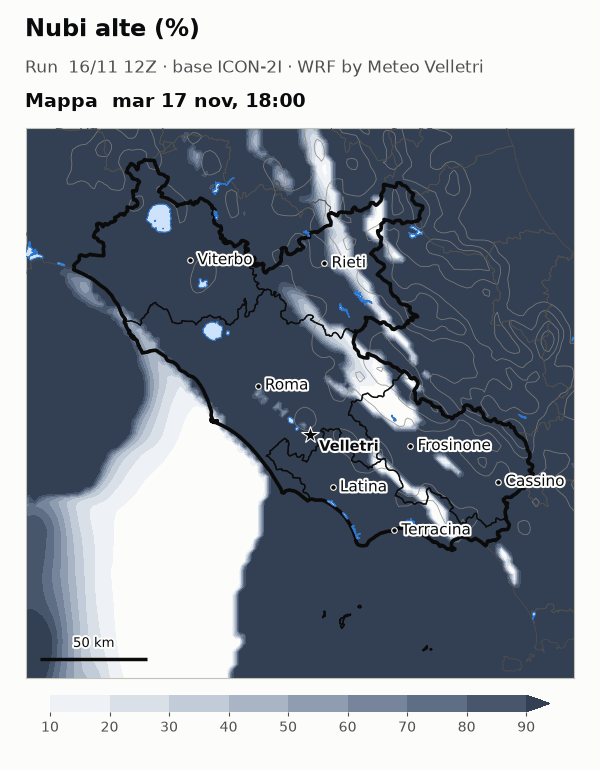 Nubi alte (%)
Run 16/11 12Z · base ICON-2I · WRF by Meteo Velletri
Mappa mar 17 nov, 18:00
Viterbo
Rieti
Roma
Velletri
Frosinone
Latina
Cassino
Terracina
50 km
10 20 30 40 50 60 70 80 90